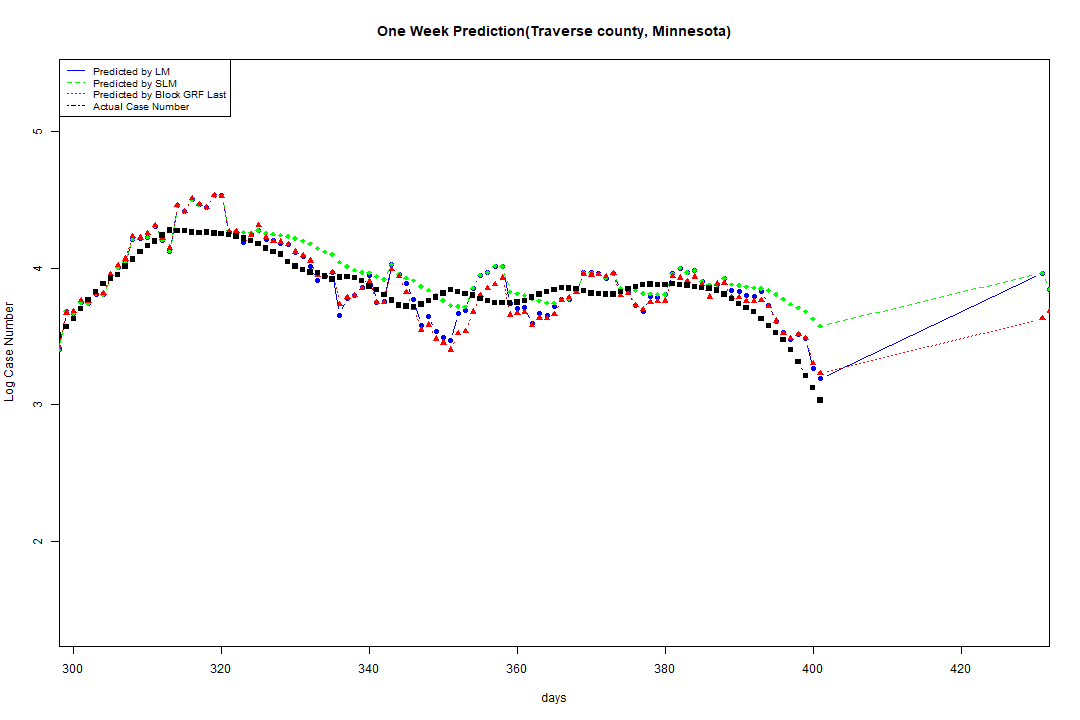 One Week Prediction(Traverse county, Minnesota)
Predicted by LM
Predicted by SLM
Predicted by Block GRF Last
Actual Case Number
5
4
3
2
Log Case Number
300 320 340 360 380 400 420
days